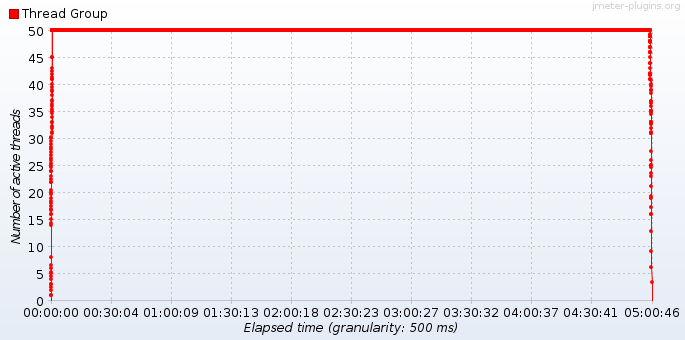 jmeter-plugins.org
Thread Group
50
45
40
35
30
25
20
15
10
5
0
Number of active threads
00:00:00 00:30:04 01:00:09 01:30:13 02:00:18 02:30:23 03:00:27 03:30:32 04:00:37 04:30:41 05:00:46
Elapsed time (granularity: 500 ms)